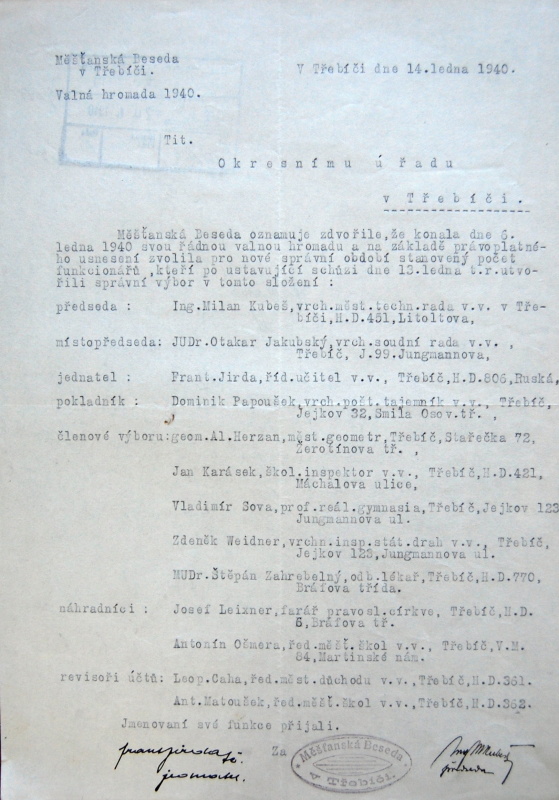 Měšťanská Beseda
v Třebíči.
V Třebíči dne 14.ledna 1940.
Valná hromada 1940.
Tit.
Okresnímu úřadu
v Třebíči.
Měšťanská Beseda oznamuje zdvořile,že konala dne 6.
ledna 1940 svou řádnou valnou hromadu a na základě právoplatné-
ho usnesení zvolila pro nové správní období stanovený počet
funkcionářů ,kteří po ustavující schůzi dne 13.ledna t.r.utvo-
řili správní výbor v tomto složení :
předseda : Ing.Milan Kubeš,vrch.měst.techn.rada v.v. v Tře-
bíči,H.D.451,Litoltova,
místopředseda: JUDr.Otakar Jakubský,vrch.soudní rada v.v. ,
Třebíč, J.99.Jungmannova,
jednatel : Frant.Jirda,říd.učitel v.v., Třebíč,H.D.806,Ruská,
pokladník : Dominik Papoušek,vrch.pošt.tajemník v.v., Třebíč,
Jejkov 32,Smila Osov.tř. ,
členové výboru:geom.Al.Herzan,měst.geometr,Třebíč,Stařečka 72,
Žerotínova tř. ,
Jan Karásek,škol.inspektor v.v., Třebíč,H.D.421,
Máchalova ulice,
Vladimír Sova,prof.reál.gymnasia,Třebíč,Jejkov 123
Jungmannova ul.
Zdeněk Weidner,vrchn.insp.stát.drah v.v., Třebíč,
Jejkov 123,Jungmannova ul.
MUDr.Štěpán Zahrebelný,odb.lékař,Třebíč,H.D.770,
Bráfova třída.
náhradníci : Josef Leixner,farář pravosl.církve, Třebíč,H.D.
5,Bráfova tř.
Antonín Ošmera,řed.měšť.škol v.v., Třebíč,V.M.
84,Martinské nám.
revisoři účtů: Leop.Caha,řed.měst.důchodu v.v.,Třebíč,H.D.361.
Ant.Matoušek,řed.měšť.škol v.v.,Třebíč,H.D.362.
Jmenovaní své funkce přijali.
Za
Měšťanská Beseda
v Třebíči.
předseda